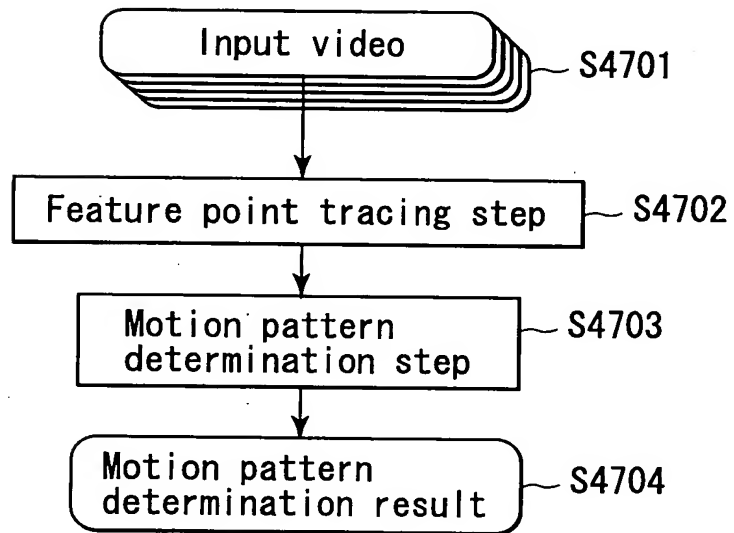 Input video
S4701
Feature point tracing step
S4702
Motion pattern
determination step
S4703
Motion pattern
determination result
S4704